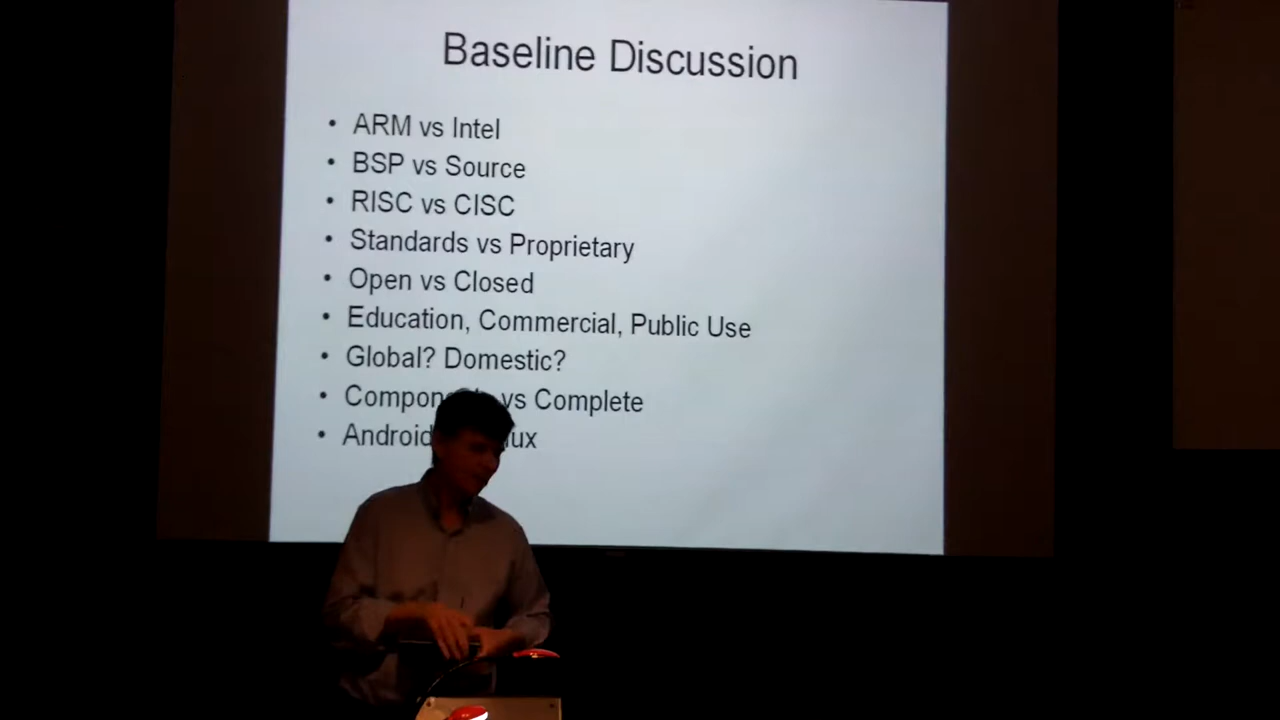 Baseline Discussion
• ARM vs Intel
• BSP vs Source
• RISC vs CISC
• Standards vs Proprietary
• Open vs Closed
• Education, Commercial, Public Use
• Global? Domestic?
• vs Complete
• Android